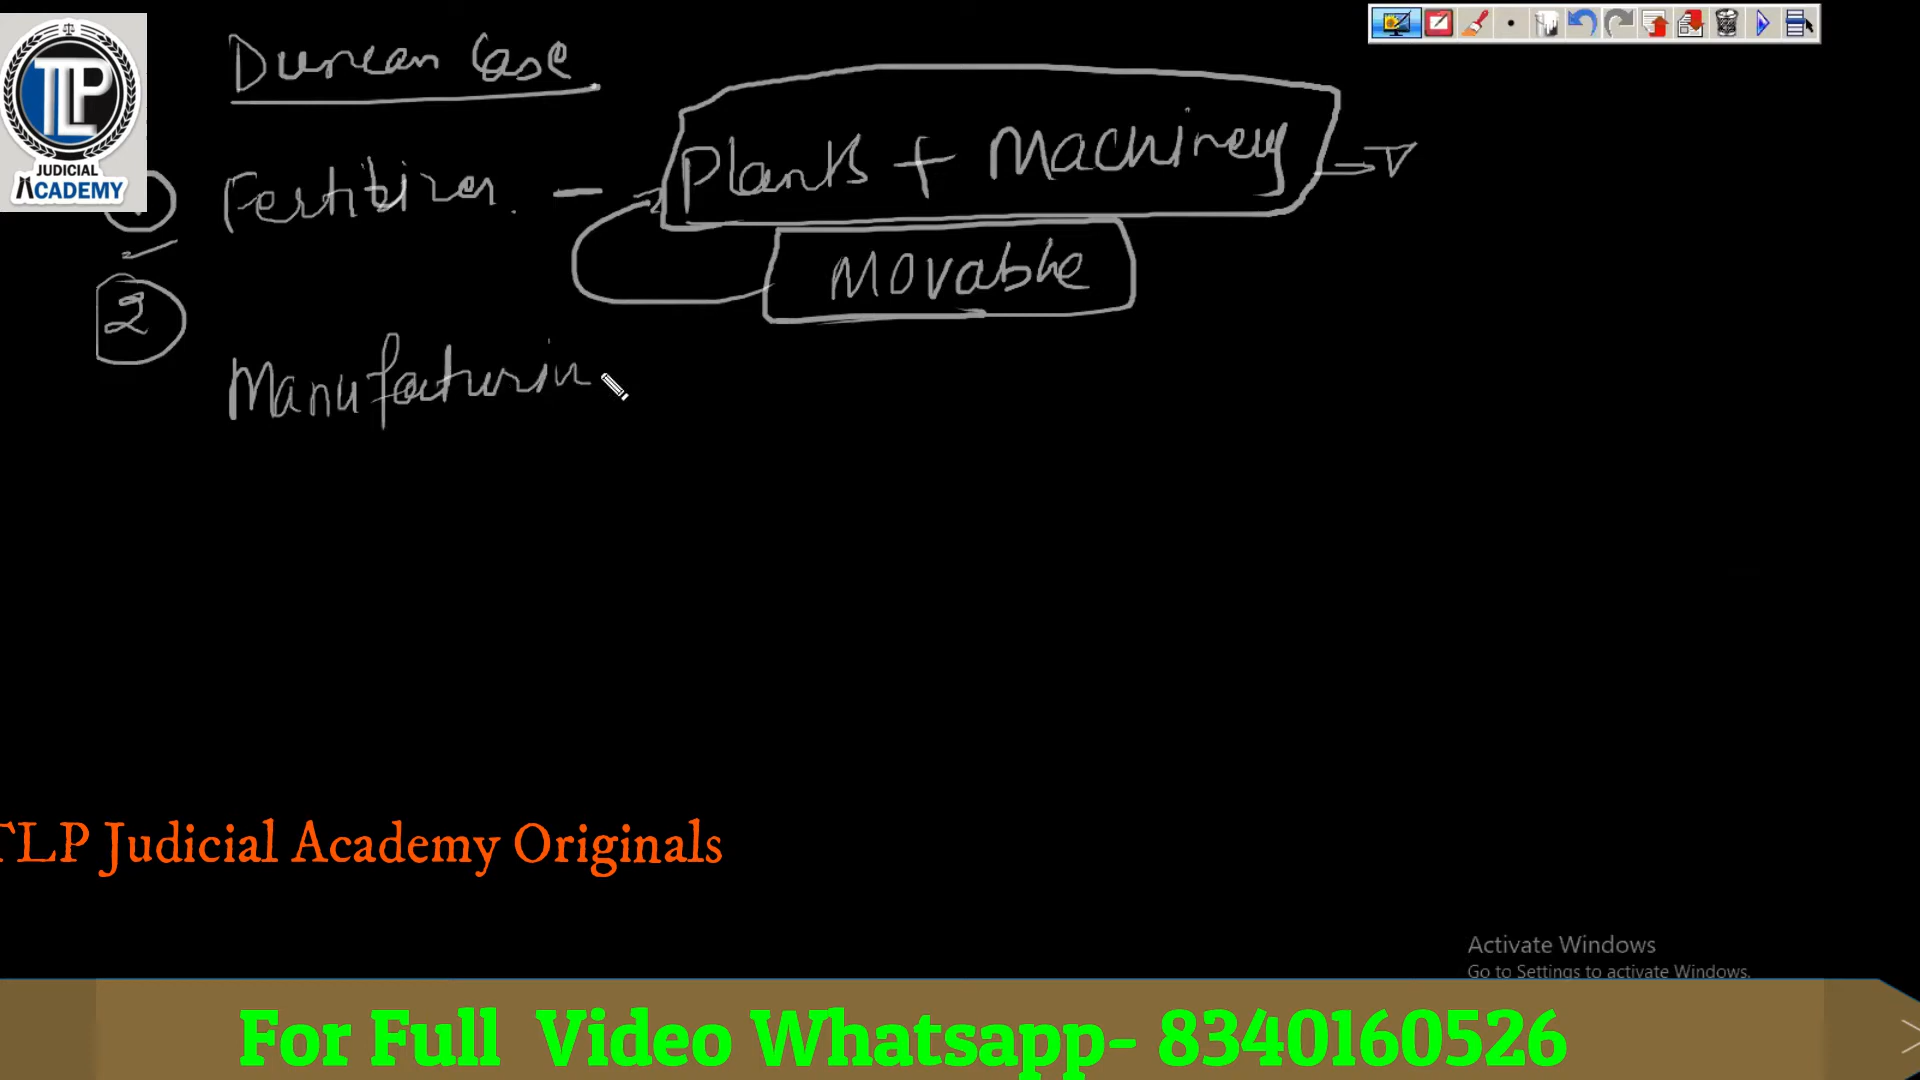 Duncan Case
TLP
JUDICIAL
ACADEMY
Fertilizer. - Plants + Machinery
Movable
2
Manufacturin
TLP Judicial Academy Originals
Activate Windows
Go to Settings to activate Windows.
For Full Video Whatsapp- 8340160526